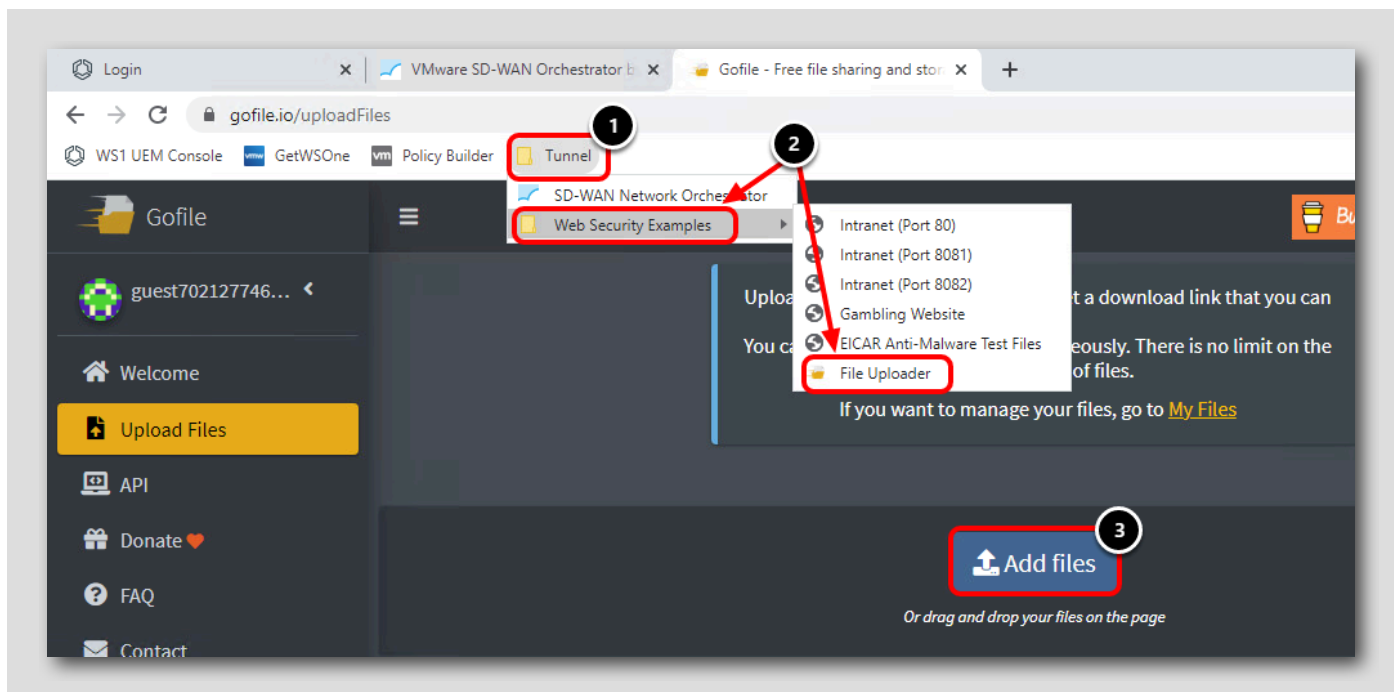 Login
VMware SD-WAN Orchestrator b
Gofile - Free file sharing and stor
gofile.io/uploadFiles
1
2
WS1 UEM Console vmw GetWSOne vm Policy Builder Tunnel
SD-WAN Network Orchestrator
Web Security Examples
Gofile
Intranet (Port 80)
Intranet (Port 8081)
Intranet (Port 8082)
Gambling Website
EICAR Anti-Malware Test Files
File Uploader
guest702127746...
t a download link that you can
eously. There is no limit on the
of files.
If you want to manage your files, go to My Files
Welcome
Upload Files
API
Donate
FAQ
Contact
3
Add files
Or drag and drop your files on the page